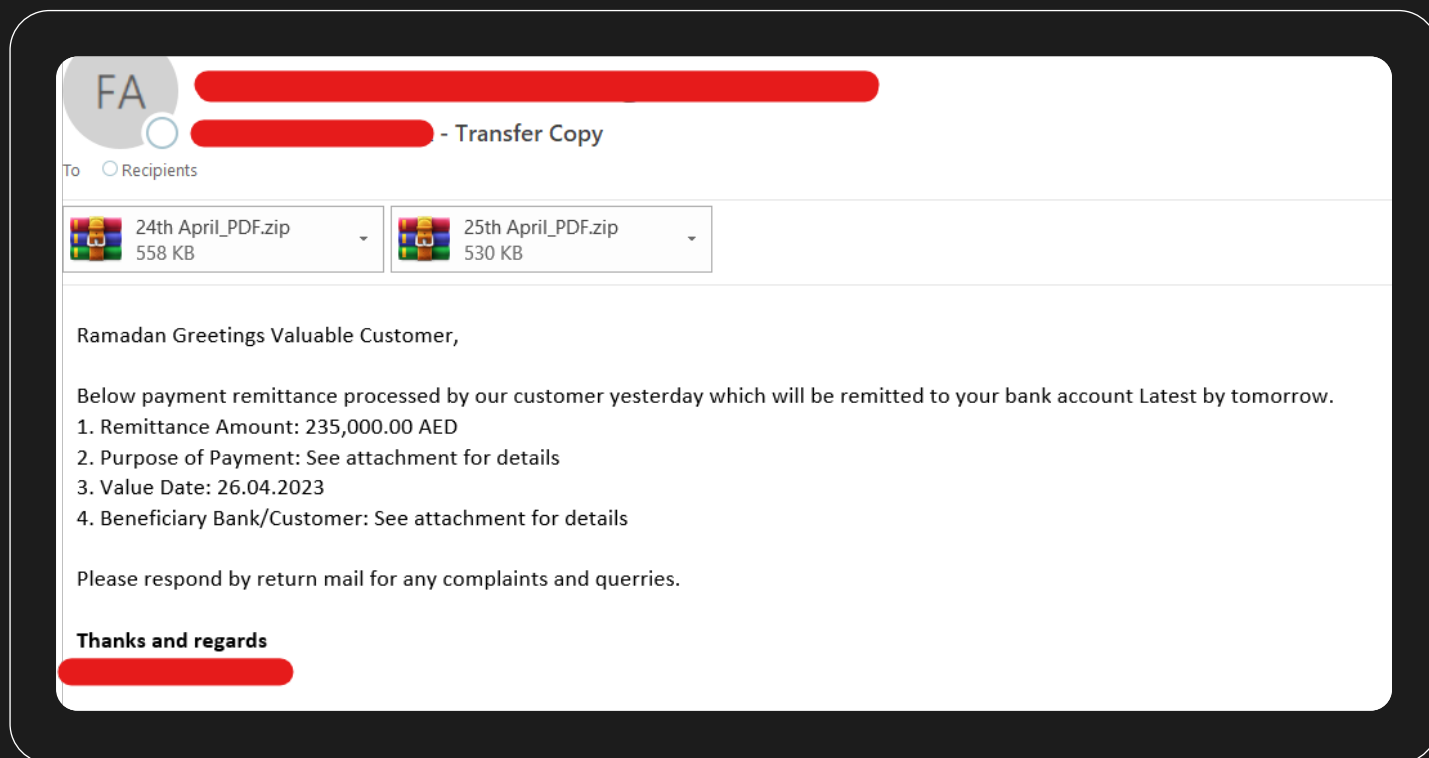 FA
- Transfer Copy
To Recipients
24th April_PDF.zip
558 KB
25th April_PDF.zip
530 KB
Ramadan Greetings Valuable Customer,
Below payment remittance processed by our customer yesterday which will be remitted to your bank account Latest by tomorrow.
1. Remittance Amount: 235,000.00 AED
2. Purpose of Payment: See attachment for details
3. Value Date: 26.04.2023
4. Beneficiary Bank/Customer: See attachment for details
Please respond by return mail for any complaints and querries.
Thanks and regards